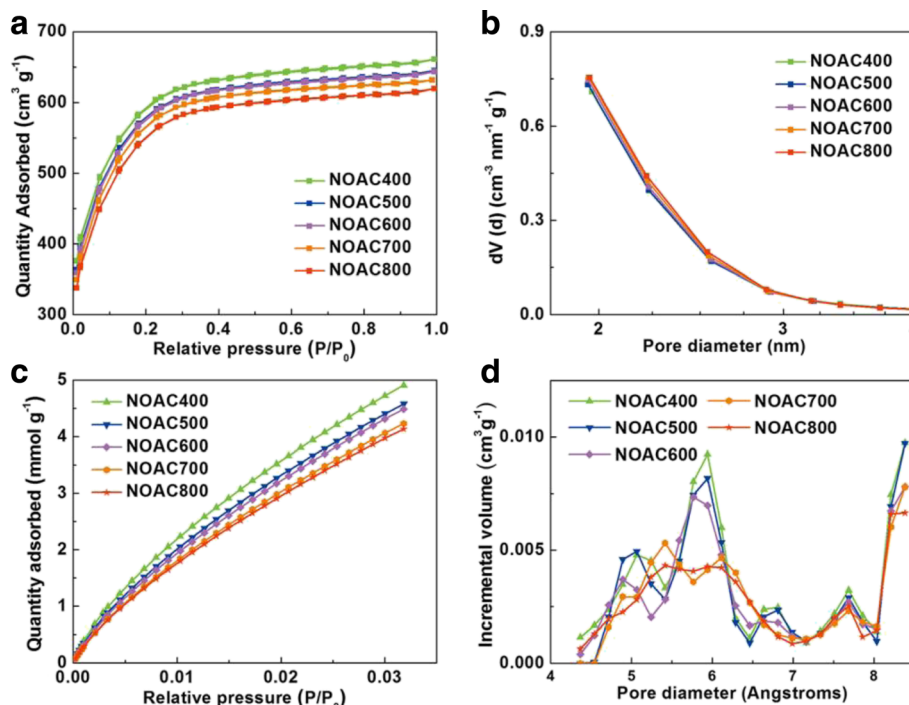 a
700
600
500
400
300
Quantity Adsorbed (cm³ g⁻¹)
NOAC400
NOAC500
NOAC600
NOAC700
NOAC800
0.0 0.2 0.4 0.6 0.8 1.0
Relative pressure (P/P₀)
b
0.9
0.6
0.3
0.0
dV (d) (cm⁻³ nm⁻¹ g⁻¹)
NOAC400
NOAC500
NOAC600
NOAC700
NOAC800
2 3
Pore diameter (nm)
c
5
4
3
2
1
0
Quantity adsorbed (mmol g⁻¹)
NOAC400
NOAC500
NOAC600
NOAC700
NOAC800
0.00 0.01 0.02 0.03
Relative pressure (P/P₀)
d
0.010
0.005
0.000
Incremental volume (cm³g⁻¹)
NOAC400 NOAC700
NOAC500 NOAC800
NOAC600
4 5 6 7 8
Pore diameter (Angstroms)